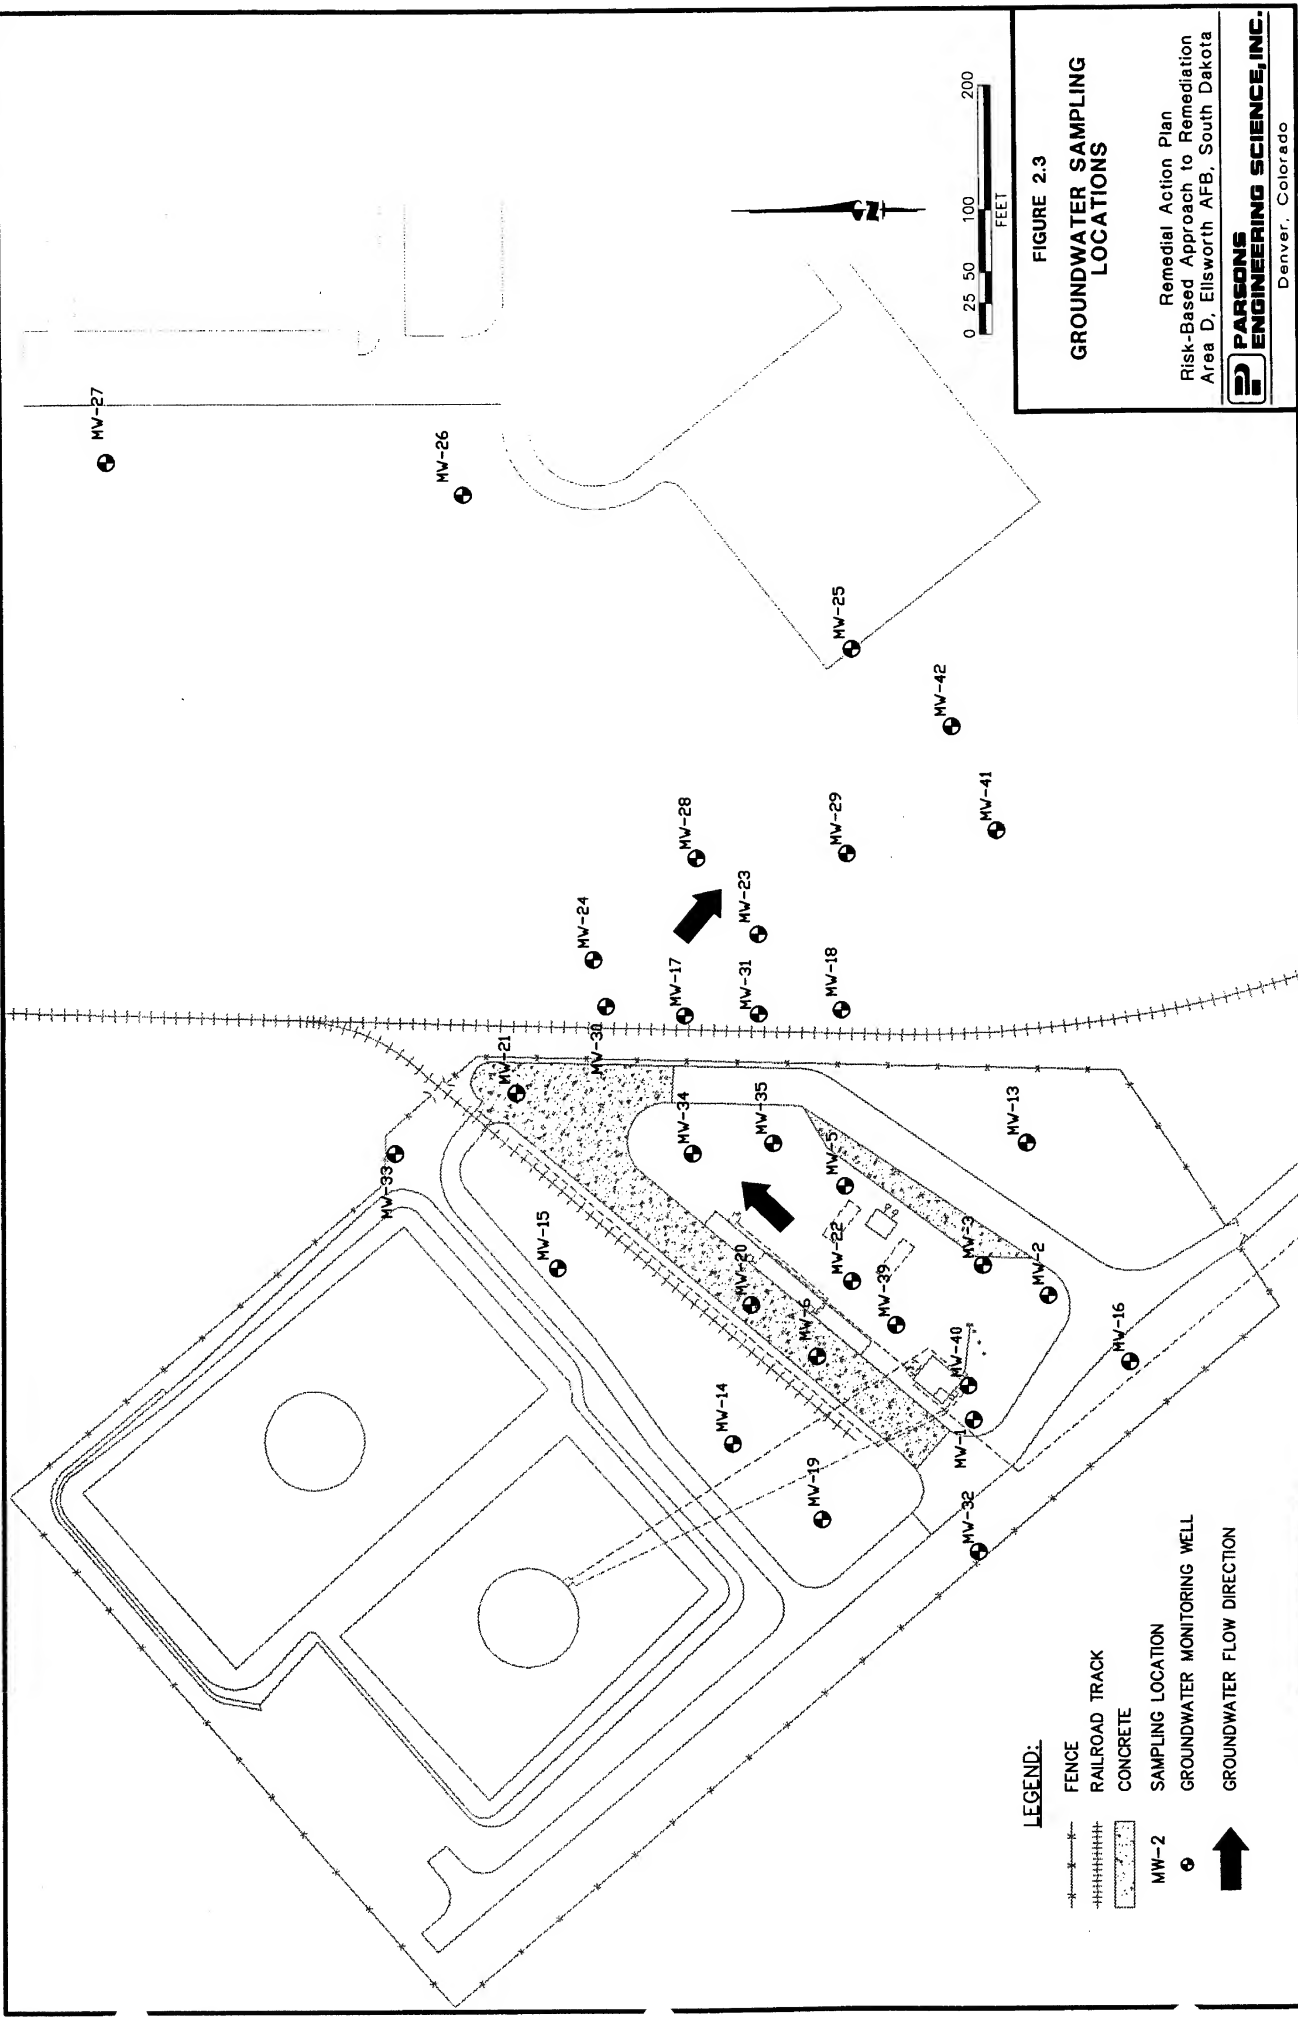 MW-27
MW-26
MW-25
MW-42
MW-41
MW-28
MW-29
MW-23
MW-24
MW-17
MW-31
MW-18
MW-30
MW-21
MW-33
MW-34
MW-35
MW-5
MW-13
MW-15
MW-20
MW-22
MW-3
MW-2
MW-6
MW-39
MW-40
MW-16
MW-14
MW-19
MW-1
MW-32
LEGEND:
FENCE
RAILROAD TRACK
CONCRETE
MW-2 SAMPLING LOCATION
GROUNDWATER MONITORING WELL
GROUNDWATER FLOW DIRECTION
N
0 25 50 100 200
FEET
FIGURE 2.3
GROUNDWATER SAMPLING
LOCATIONS
Remedial Action Plan
Risk-Based Approach to Remediation
Area D, Ellsworth AFB, South Dakota
PARSONS
ENGINEERING SCIENCE, INC.
Denver, Colorado